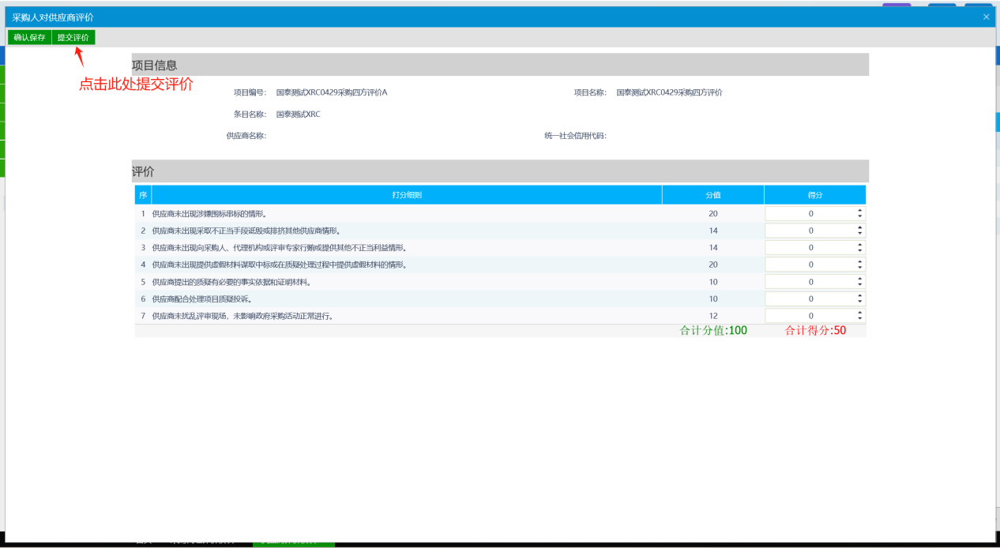 采购人对供应商评价
确认保存 提交评价
点击此处提交评价
项目信息
项目编号： 国泰测试XRC0429采购四方评价A 项目名称： 国泰测试XRC0429采购四方评价
条目名称： 国泰测试XRC
供应商名称： 统一社会信用代码：
评价
序 打分细则 分值 得分
1 供应商未出现涉嫌围标串标的情形。 20 0
2 供应商未出现采取不正当手段诋毁或排挤其他供应商情形。 14 0
3 供应商未出现向采购人、代理机构或评审专家行贿或提供其他不正当利益情形。 14 0
4 供应商未出现提供虚假材料谋取中标或在质疑处理过程中提供虚假材料的情形。 20 0
5 供应商提出的质疑有必要的事实依据和证明材料。 10 0
6 供应商配合处理项目质疑投诉。 10 0
7 供应商未扰乱评审现场，未影响政府采购活动正常进行。 12 0
合计分值:100 合计得分:50